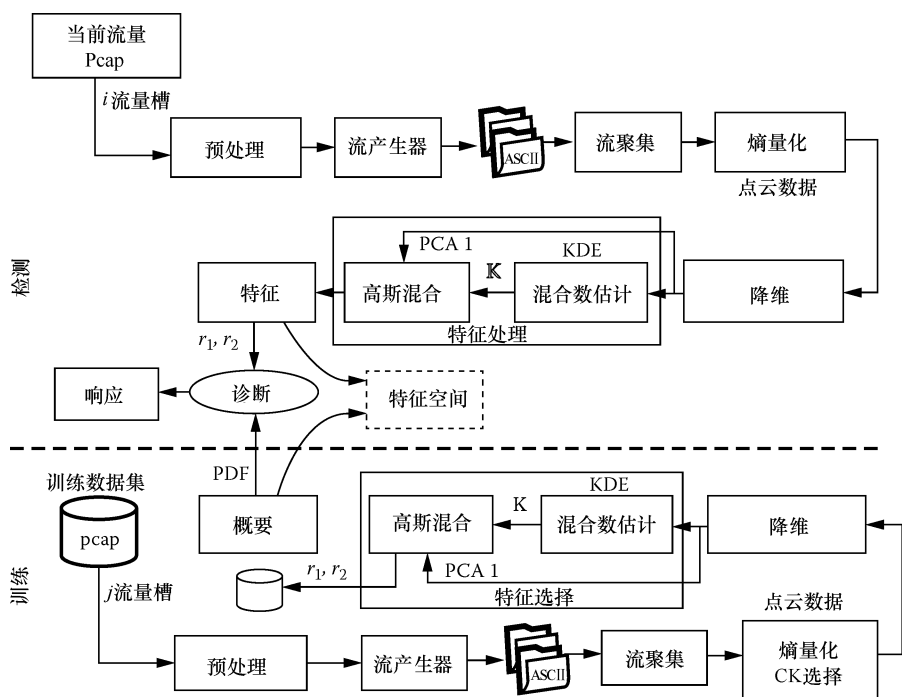 当前流量
Pcap
i流量槽
预处理
流产生器
ASCII
流聚集
熵量化
点云数据
检测
PCA 1
KDE
特征
高斯混合
𝕂
混合数估计
降维
特征处理
r1, r2
响应
诊断
特征空间
PDF
训练数据集
pcap
概要
KDE
高斯混合
K
混合数估计
降维
PCA 1
r1, r2
特征选择
训练
j流量槽
点云数据
预处理
流产生器
ASCII
流聚集
熵量化
CK选择